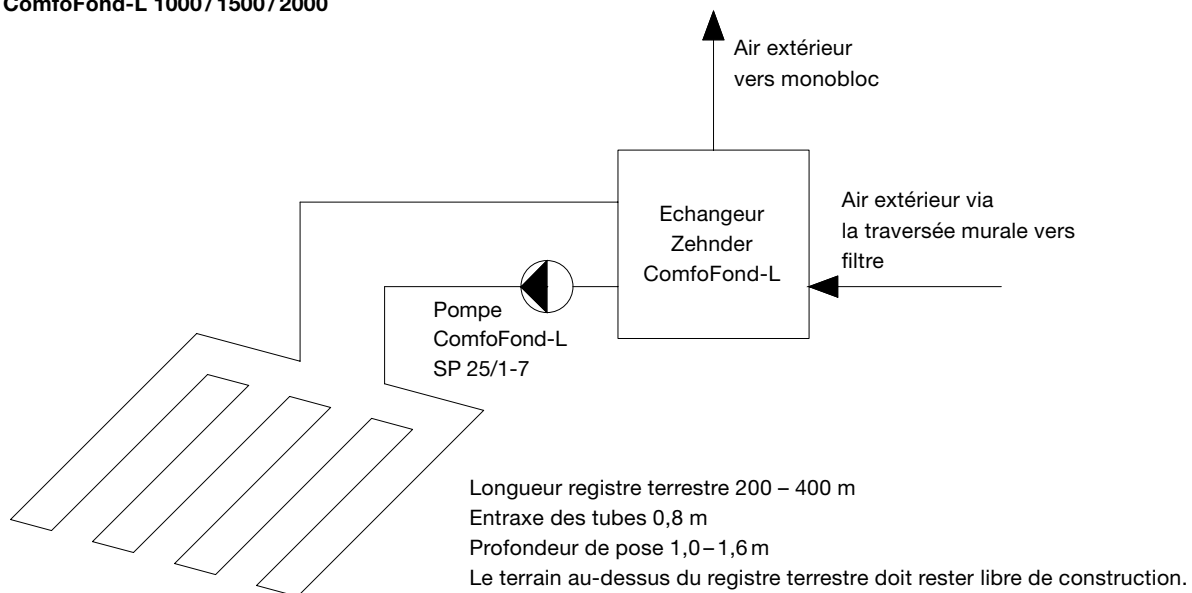 ComfoFond-L 1000 / 1500 / 2000
Air extérieur
vers monobloc
Echangeur
Zehnder
ComfoFond-L
Air extérieur via
la traversée murale vers
filtre
Pompe
ComfoFond-L
SP 25/1-7
Longueur registre terrestre 200 – 400 m
Entraxe des tubes 0,8 m
Profondeur de pose 1,0 – 1,6 m
Le terrain au-dessus du registre terrestre doit rester libre de construction.